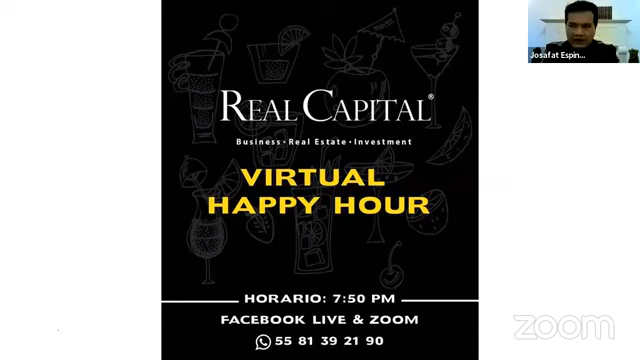 Josafat Espin...
REAL CAPITAL®
Business • Real Estate • Investment
VIRTUAL
HAPPY HOUR
HORARIO: 7:50 PM
FACEBOOK LIVE & ZOOM
55 81 39 21 90
zoom